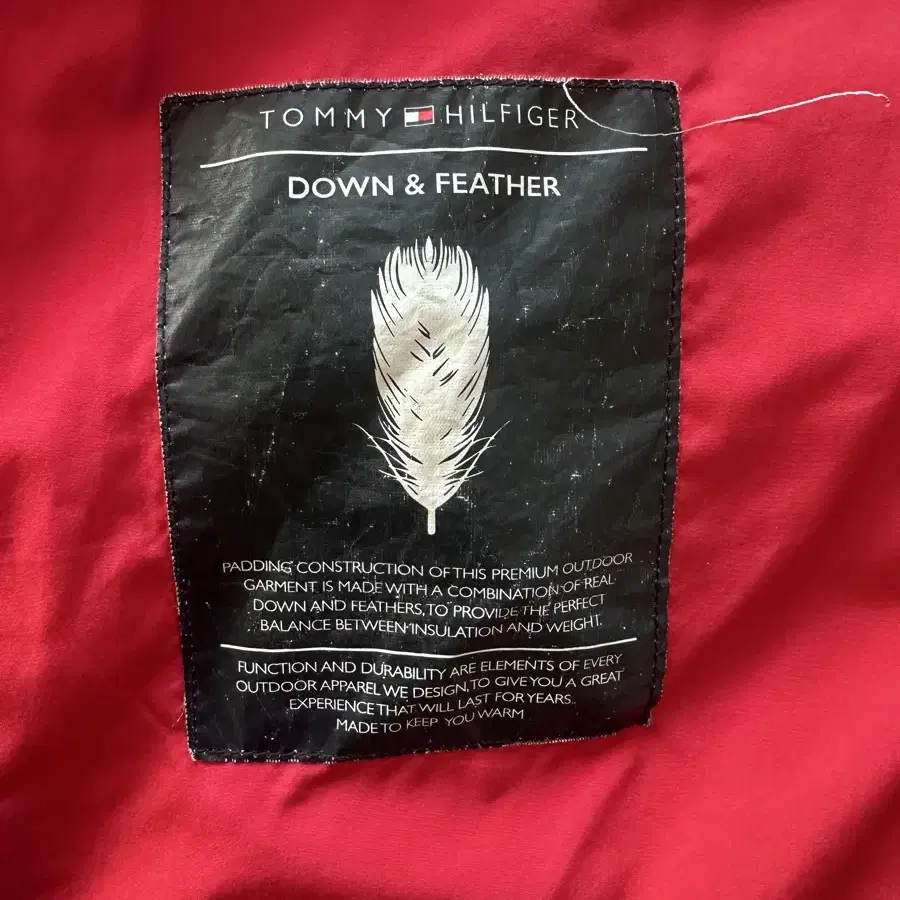 TOMMY HILFIGER
DOWN & FEATHER
PADDING CONSTRUCTION OF THIS PREMIUM OUTDOOR
GARMENT IS MADE WITH A COMBINATION OF REAL
DOWN AND FEATHERS, TO PROVIDE THE PERFECT
BALANCE BETWEEN INSULATION AND WEIGHT.
FUNCTION AND DURABILITY ARE ELEMENTS OF EVERY
OUTDOOR APPAREL WE DESIGN, TO GIVE YOU A GREAT
EXPERIENCE THAT WILL LAST FOR YEARS.
MADE TO KEEP YOU WARM